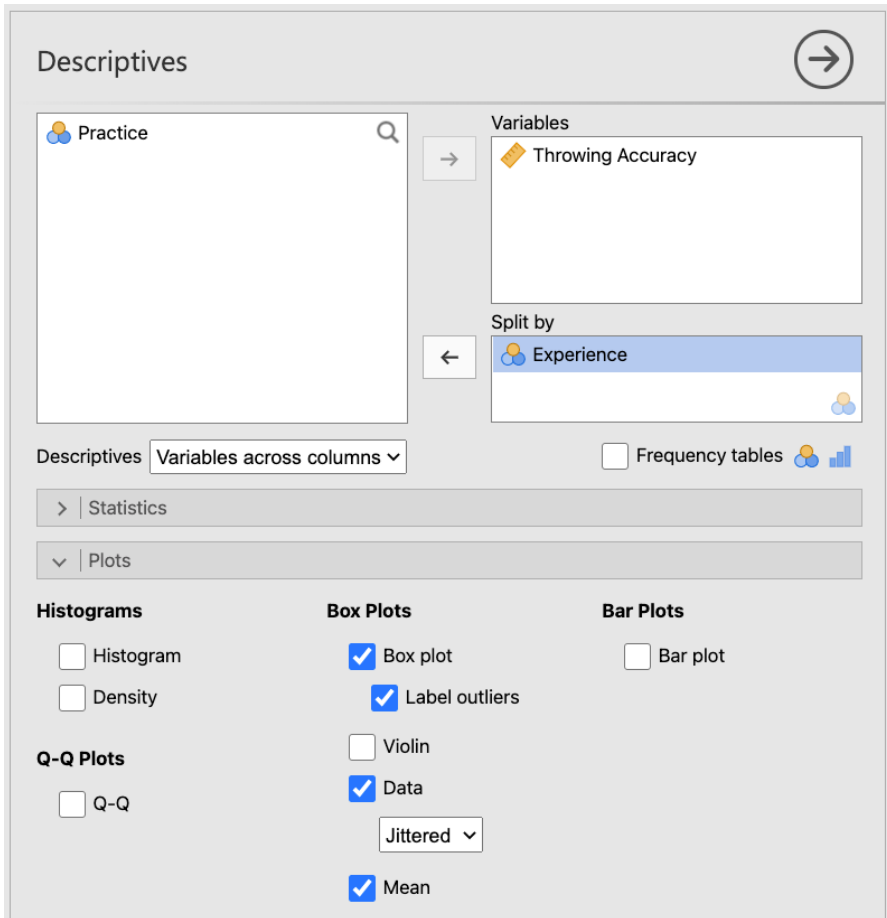 Descriptives
Practice
Variables
Throwing Accuracy
Split by
Experience
Descriptives Variables across columns
Frequency tables
Statistics
Plots
Histograms
Histogram
Density
Q-Q Plots
Q-Q
Box Plots
Box plot
Label outliers
Violin
Data
Jittered
Mean
Bar Plots
Bar plot